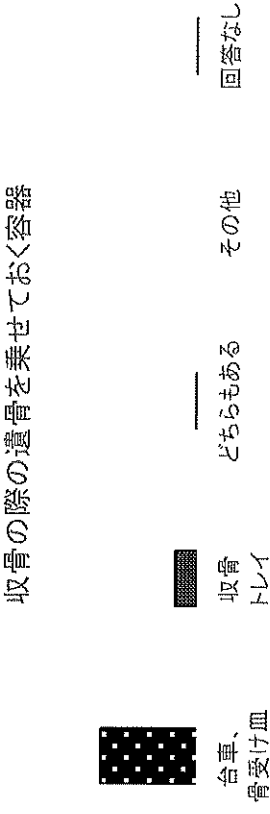 収骨の際の遺骨を乗せておく容器
台車、
骨受け皿
収骨
トレイ
どちらもある
その他
回答なし